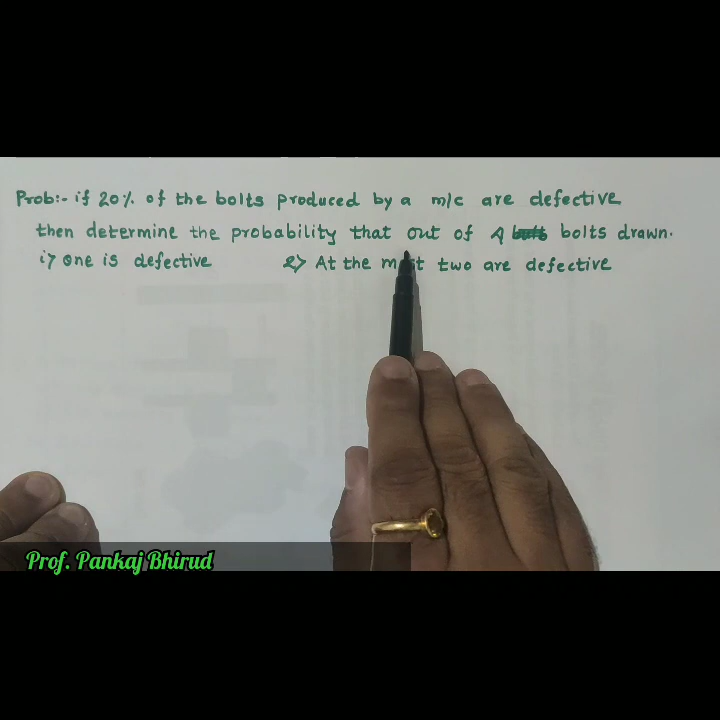 Prob:- if 20% of the bolts produced by a m/c are defective
then determine the probability that out of 4 bolts drawn.
i> one is defective 2> At the most two are defective
Prof. Pankaj Bhirud